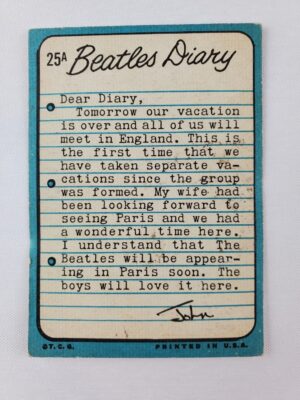 25A Beatles Diary
Dear Diary,
Tomorrow our vacation
is over and all of us will
meet in England. This is
the first time that we
have taken separate va-
cations since the group
was formed. My wife had
been looking forward to
seeing Paris and we had
a wonderful time here.
I understand that The
Beatles will be appear-
ing in Paris soon. The
boys will love it here.
John
©T.C.G. PRINTED IN U.S.A.